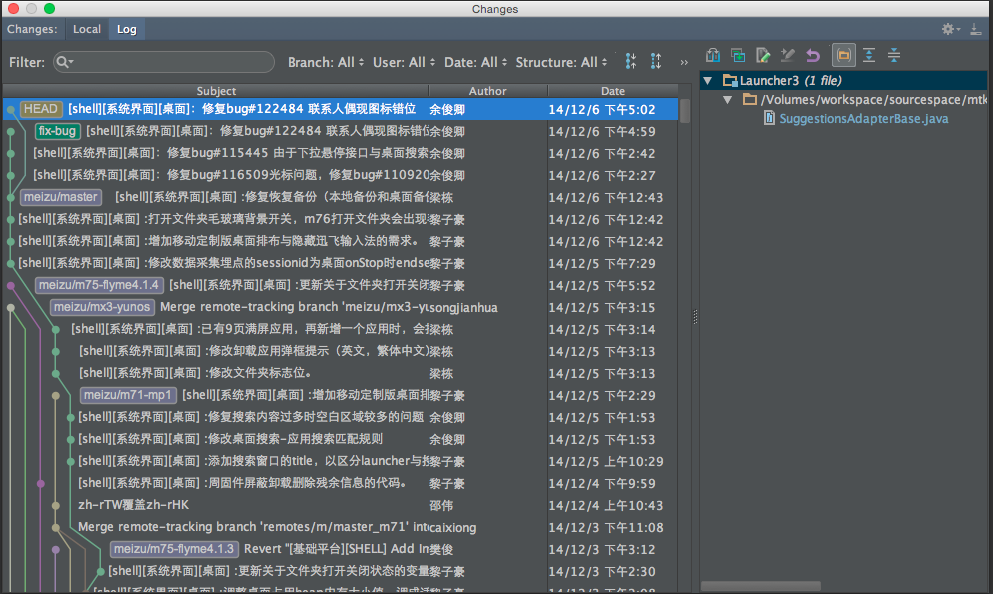 Changes
Changes: Local Log
Filter: Branch: All User: All Date: All Structure: All »
Subject Author Date
HEAD [shell][系统界面][桌面]：修复bug#122484 联系人偶现图标错位 余俊卿 14/12/6 下午5:02
fix-bug [shell][系统界面][桌面]：修复bug#122484 联系人偶现图标错位 余俊卿 14/12/6 下午4:59
[shell][系统界面][桌面]：修复bug#115445 由于下拉悬停接口与桌面搜索 余俊卿 14/12/6 下午2:42
[shell][系统界面][桌面]：修复bug#116509光标问题，修复bug#110920 余俊卿 14/12/6 下午2:27
meizu/master [shell][系统界面][桌面] :修复恢复备份（本地备份和桌面备份 梁栋 14/12/6 下午12:43
[shell][系统界面][桌面] :打开文件夹毛玻璃背景开关，m76打开文件夹会出现 黎子豪 14/12/6 下午12:42
[shell][系统界面][桌面] :增加移动定制版桌面排布与隐藏迅飞输入法的需求。 黎子豪 14/12/6 下午12:42
[shell][系统界面][桌面] :修改数据采集埋点的sessionid为桌面onStop时endse 黎子豪 14/12/5 下午7:29
meizu/m75-flyme4.1.4 [shell][系统界面][桌面] :更新关于文件夹打开关闭 黎子豪 14/12/5 下午5:52
meizu/mx3-yunos Merge remote-tracking branch 'meizu/mx3-yu songjianhua 14/12/5 下午3:15
[shell][系统界面][桌面] :已有9页满屏应用，再新增一个应用时，会 梁栋 14/12/5 下午3:14
[shell][系统界面][桌面] :修改卸载应用弹框提示（英文，繁体中文） 梁栋 14/12/5 下午3:13
[shell][系统界面][桌面] :修改文件夹标志位。 梁栋 14/12/5 下午3:13
meizu/m71-mp1 [shell][系统界面][桌面] :增加移动定制版桌面排 黎子豪 14/12/5 下午2:29
[shell][系统界面][桌面] :修复搜索内容过多时空白区域较多的问题 余俊卿 14/12/5 下午1:53
[shell][系统界面][桌面] :修改桌面搜索-应用搜索匹配规则 余俊卿 14/12/5 下午1:53
[shell][系统界面][桌面] :添加搜索窗口的title，以区分launcher与 黎子豪 14/12/5 上午10:29
[shell][系统界面][桌面] :周固件屏蔽卸载删除残余信息的代码。 黎子豪 14/12/4 下午9:59
zh-rTW覆盖zh-rHK 邵伟 14/12/4 上午10:43
Merge remote-tracking branch 'remotes/m/master_m71' int caixiong 14/12/3 下午11:08
meizu/m75-flyme4.1.3 Revert "[基础平台][SHELL] Add In 樊俊 14/12/3 下午3:12
[shell][系统界面][桌面] :更新关于文件夹打开关闭状态的变量 黎子豪 14/12/3 下午2:30
Launcher3 (1 file)
/Volumes/workspace/sourcespace/mtk
SuggestionsAdapterBase.java